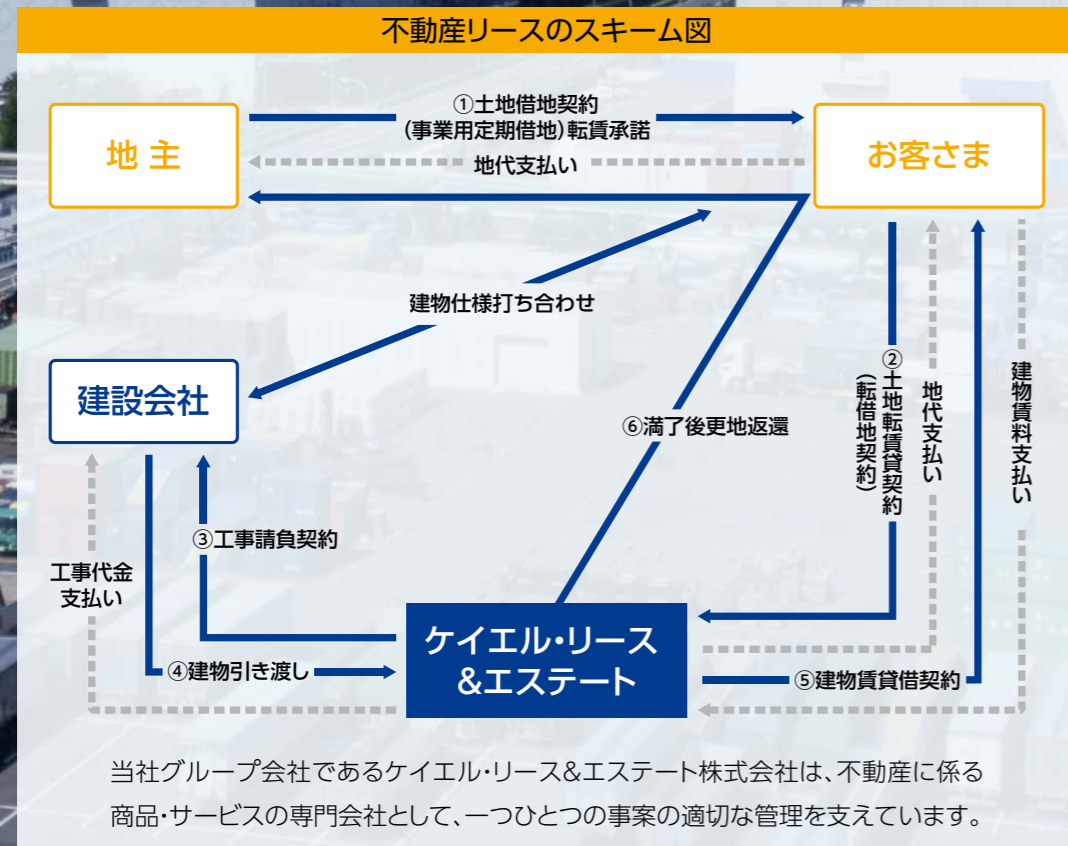 不動産リースのスキーム図
地 主
①土地借地契約
(事業用定期借地)転賃承諾
地代支払い
お客さま
建物仕様打ち合わせ
建設会社
⑥満了後更地返還
②土地転賃貸契約
(転借地契約)
地代支払い
建物賃料支払い
③工事請負契約
工事代金
支払い
④建物引き渡し
ケイエル・リース
&エステート
⑤建物賃貸借契約
当社グループ会社であるケイエル・リース&エステート株式会社は、不動産に係る
商品・サービスの専門会社として、一つひとつの事案の適切な管理を支えています。